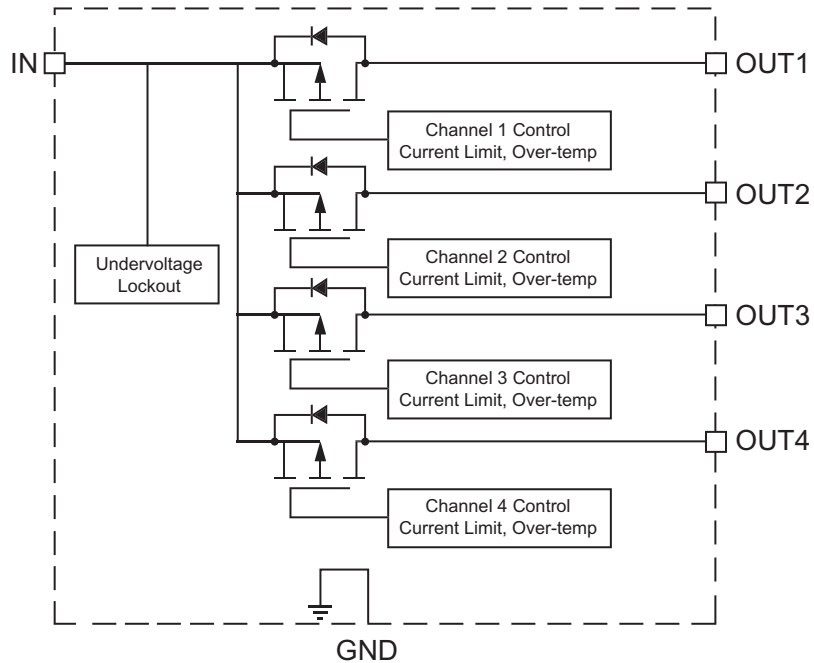 IN
OUT1
Channel 1 Control
Current Limit, Over-temp
OUT2
Undervoltage
Lockout
Channel 2 Control
Current Limit, Over-temp
OUT3
Channel 3 Control
Current Limit, Over-temp
OUT4
Channel 4 Control
Current Limit, Over-temp
GND